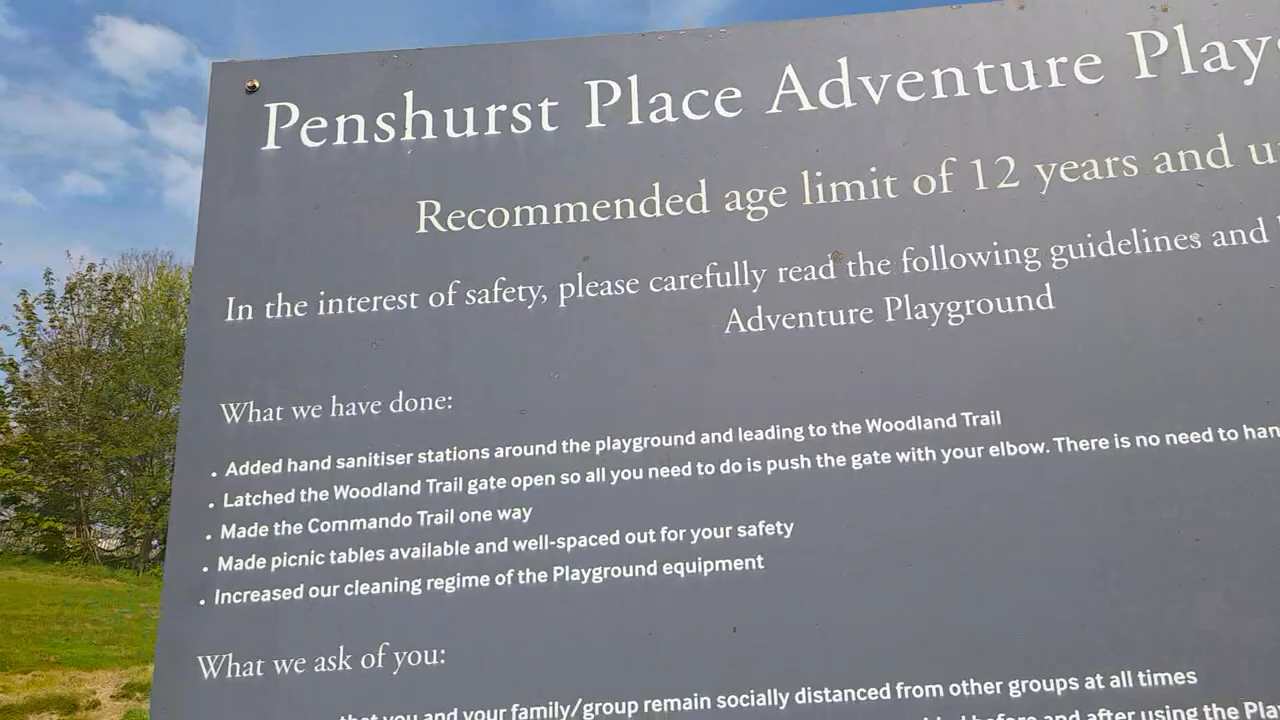 Penshurst Place Adventure Play
Recommended age limit of 12 years and
In the interest of safety, please carefully read the following guidelines and
Adventure Playground
What we have done:
• Added hand sanitiser stations around the playground and leading to the Woodland Trail
• Latched the Woodland Trail gate open so all you need to do is push the gate with your elbow. There is no need to
• Made the Commando Trail one way
• Made picnic tables available and well-spaced out for your safety
• Increased our cleaning regime of the Playground equipment
What we ask of you:
that you and your family/group remain socially distanced from other groups at all times
before and after using the